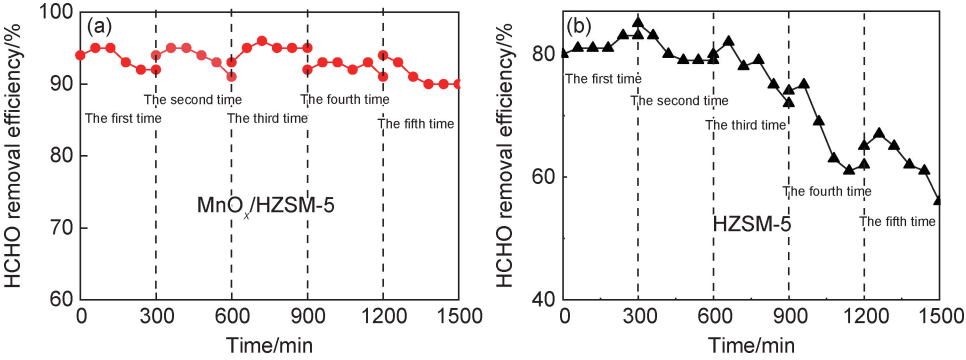 (a)
HCHO removal efficiency/%
100
90
80
70
60
The second time
The fourth time
The first time
The third time
The fifth time
MnOx/HZSM-5
0 300 600 900 1200 1500
Time/min
(b)
HCHO removal efficiency/%
80
60
40
The first time
The second time
The third time
The fourth time
The fifth time
HZSM-5
0 300 600 900 1200 1500
Time/min